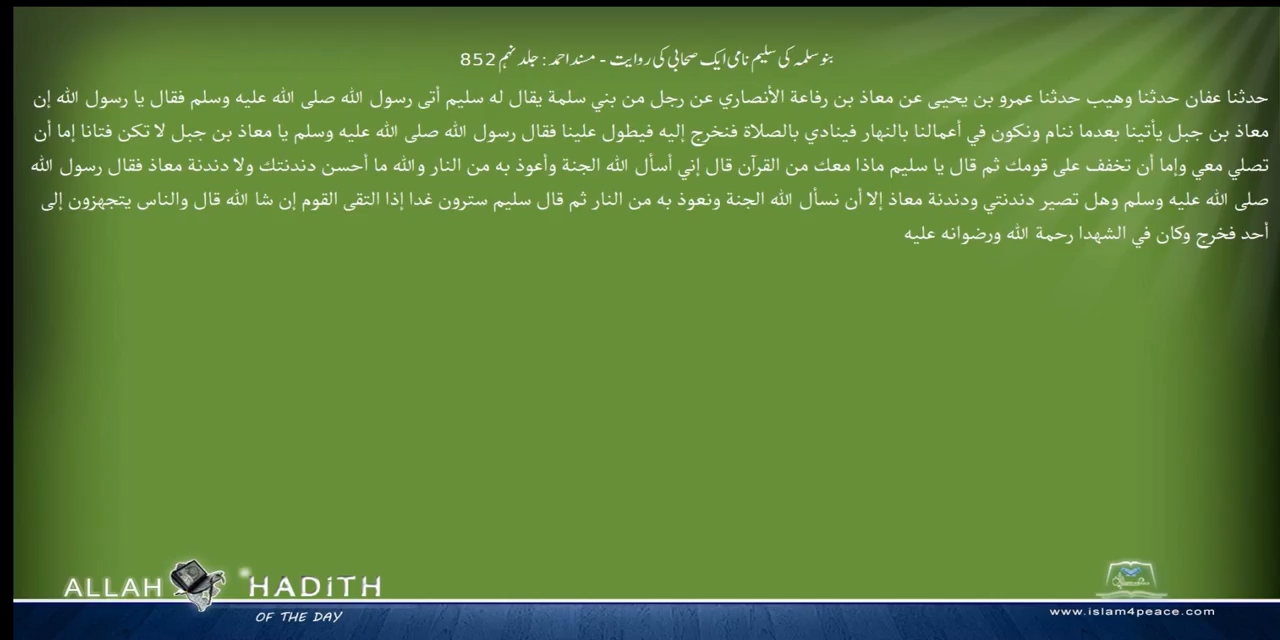 بنو سلمہ کی سلیم نامی ایک صحابی کی روایت - مسند احمد : جلد نہم 852
حدثنا عفان حدثنا وهيب حدثنا عمرو بن يحيى عن معاذ بن رفاعة الأنصاري عن رجل من بني سلمة يقال له سليم أتى رسول الله صلى الله عليه وسلم فقال يا رسول الله إن
معاذ بن جبل يأتينا بعدما ننام ونكون في أعمالنا بالنهار فينادي بالصلاة فنخرج إليه فيطول علينا فقال رسول الله صلى الله عليه وسلم يا معاذ بن جبل لا تكن فتانا إما أن
تصلي معي وإما أن تخفف على قومك ثم قال يا سليم ماذا معك من القرآن قال إني أسأل الله الجنة وأعوذ به من النار والله ما أحسن دندنتك ولا دندنة معاذ فقال رسول الله
صلى الله عليه وسلم وهل تصير دندنتي ودندنة معاذ إلا أن نسأل الله الجنة ونعوذ به من النار ثم قال سليم سترون غدا إذا التقى القوم إن شا الله قال والناس يتجهزون إلى
أحد فخرج وكان في الشهدا رحمة الله ورضوانه عليه
ALLAH HADITH
OF THE DAY
www.islam4peace.com